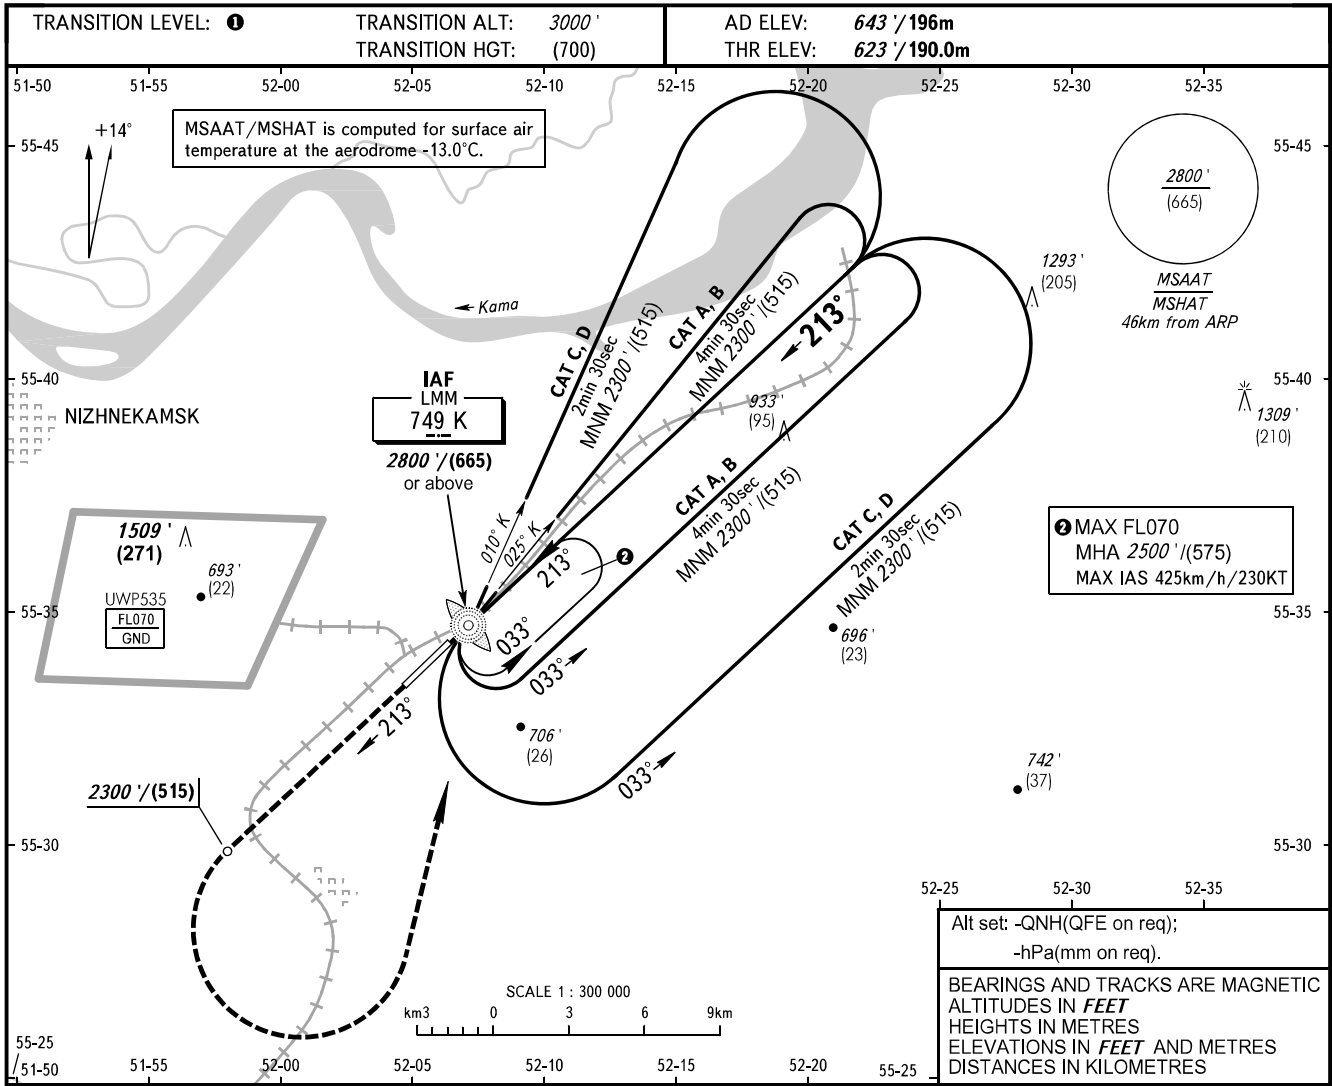 TRANSITION LEVEL: ❶
TRANSITION ALT: 3000 '
TRANSITION HGT: (700)
AD ELEV: 643 '/196m
THR ELEV: 623 '/190.0m
51-50 51-55 52-00 52-05 52-10 52-15 52-20 52-25 52-30 52-35
+14°
MSAAT/MSHAT is computed for surface air
temperature at the aerodrome -13.0°C.
55-45 55-45
2800 '
(665)
MSAAT
MSHAT
46km from ARP
1293 '
(205)
Kama
CAT C, D
2min 30sec
MNM 2300 '/(515)
CAT A, B
4min 30sec
MNM 2300 '/(515)
213°
55-40 55-40
NIZHNEKAMSK
IAF
LMM
749 K
2800 '/(665)
or above
933 '
(95)
1309 '
(210)
CAT A, B
4min 30sec
MNM 2300 '/(515)
CAT C, D
2min 30sec
MNM 2300 '/(515)
010° K
025° K
213°
❷
❷ MAX FL070
MHA 2500 '/(575)
MAX IAS 425km/h/230KT
1509 '
(271)
693 '
(22)
UWP535
FL070
GND
55-35 55-35
033°
033°
696 '
(23)
213°
706 '
(26)
033°
742 '
(37)
2300 '/(515)
55-30 55-30
52-25 52-30 52-35
Alt set: -QNH(QFE on req);
-hPa(mm on req).
BEARINGS AND TRACKS ARE MAGNETIC
ALTITUDES IN FEET
HEIGHTS IN METRES
ELEVATIONS IN FEET AND METRES
DISTANCES IN KILOMETRES
SCALE 1 : 300 000
km3 0 3 6 9km
55-25
51-50 51-55 52-00 52-05 52-10 52-15 52-20 55-25